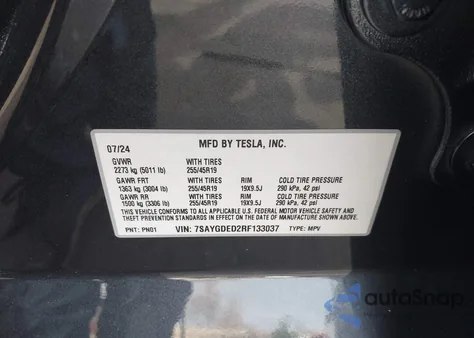 07/24 MFD BY TESLA, INC.
GVWR WITH TIRES
2273 kg (5011 lb) 255/45R19
GAWR FRT WITH TIRES RIM COLD TIRE PRESSURE
1363 kg (3004 lb) 255/45R19 19X9.5J 290 kPa, 42 psi
GAWR RR WITH TIRES RIM COLD TIRE PRESSURE
1500 kg (3306 lb) 255/45R19 19X9.5J 290 kPa, 42 psi
THIS VEHICLE CONFORMS TO ALL APPLICABLE U.S. FEDERAL MOTOR VEHICLE SAFETY AND
THEFT PREVENTION STANDARDS IN EFFECT ON THE DATE OF MANUFACTURE SHOWN ABOVE.
PNT: PN01 VIN: 7SAYGDED2RF133037 TYPE: MPV
autoSnap